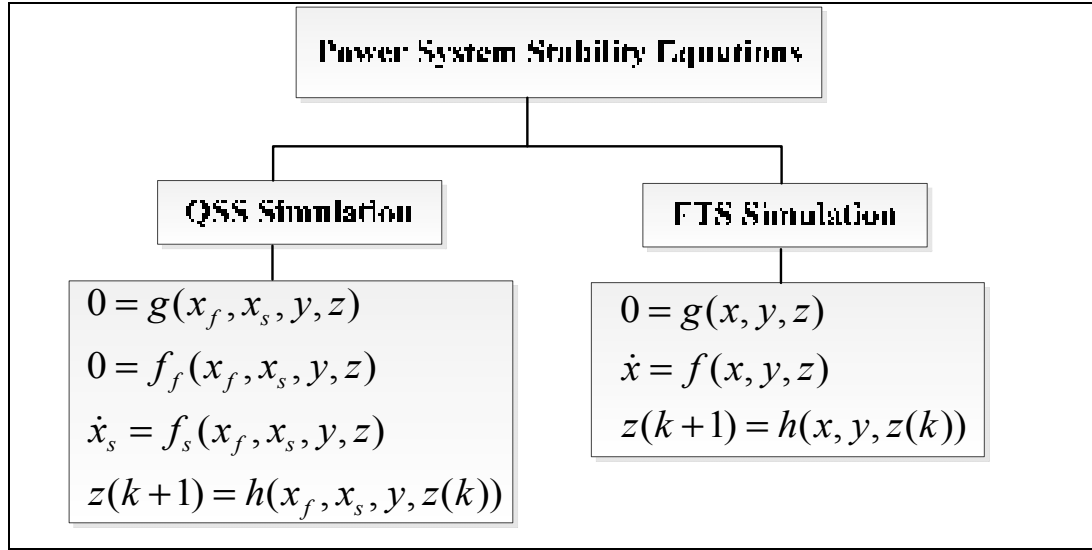 Power System Stability Equations
QSS Simulation
0 = g(x_f, x_s, y, z)
0 = f_f(x_f, x_s, y, z)
ẋ_s = f_s(x_f, x_s, y, z)
z(k+1) = h(x_f, x_s, y, z(k))
FTS Simulation
0 = g(x, y, z)
ẋ = f(x, y, z)
z(k+1) = h(x, y, z(k))